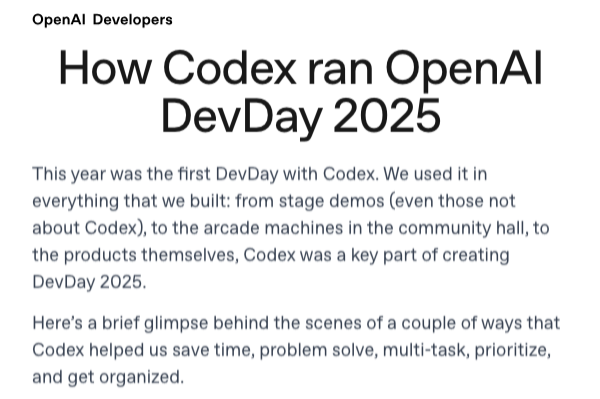 OpenAI Developers
How Codex ran OpenAI
DevDay 2025
This year was the first DevDay with Codex. We used it in
everything that we built: from stage demos (even those not
about Codex), to the arcade machines in the community hall, to
the products themselves, Codex was a key part of creating
DevDay 2025.
Here’s a brief glimpse behind the scenes of a couple of ways that
Codex helped us save time, problem solve, multi-task, prioritize,
and get organized.